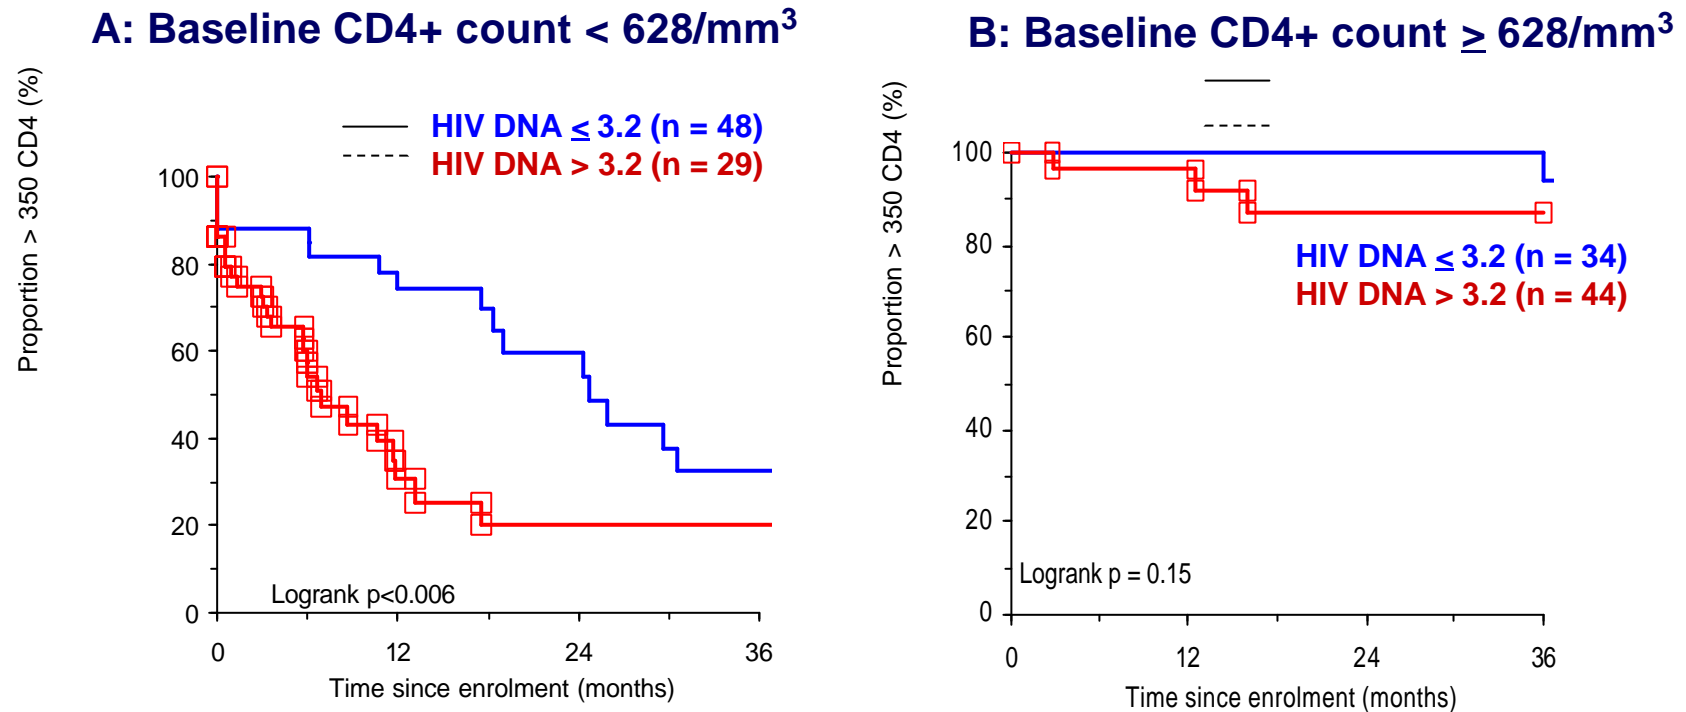 A: Baseline CD4+ count < 628/mm³
Proportion > 350 CD4 (%)
HIV DNA ≤ 3.2 (n = 48)
HIV DNA > 3.2 (n = 29)
100
80
60
40
20
0
Logrank p<0.006
0 12 24 36
Time since enrolment (months)
B: Baseline CD4+ count ≥ 628/mm³
Proportion > 350 CD4 (%)
100
80
60
40
20
0
HIV DNA ≤ 3.2 (n = 34)
HIV DNA > 3.2 (n = 44)
Logrank p = 0.15
0 12 24 36
Time since enrolment (months)